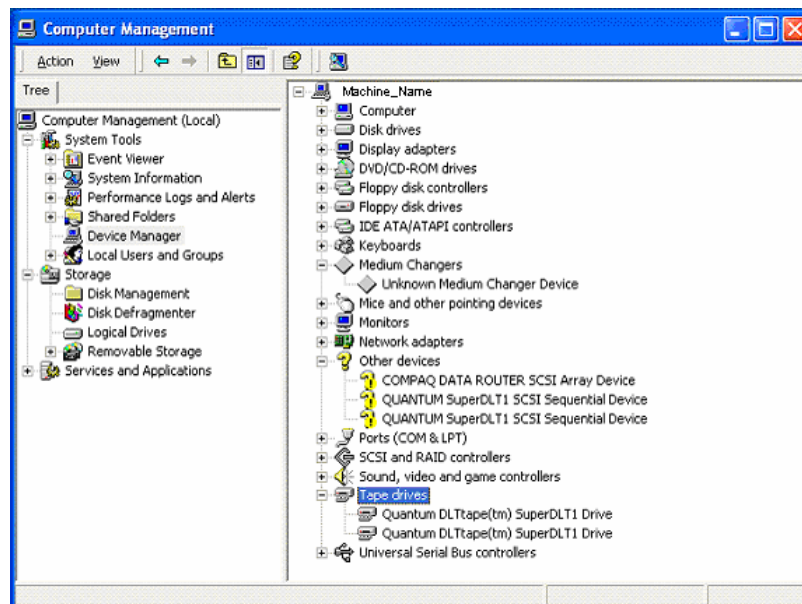 Computer Management
Action View
Tree
Computer Management (Local)
System Tools
Event Viewer
System Information
Performance Logs and Alerts
Shared Folders
Device Manager
Local Users and Groups
Storage
Disk Management
Disk Defragmenter
Logical Drives
Removable Storage
Services and Applications
Machine_Name
Computer
Disk drives
Display adapters
DVD/CD-ROM drives
Floppy disk controllers
Floppy disk drives
IDE ATA/ATAPI controllers
Keyboards
Medium Changers
Unknown Medium Changer Device
Mice and other pointing devices
Monitors
Network adapters
Other devices
COMPAQ DATA ROUTER SCSI Array Device
QUANTUM SuperDLT1 SCSI Sequential Device
QUANTUM SuperDLT1 SCSI Sequential Device
Ports (COM & LPT)
SCSI and RAID controllers
Sound, video and game controllers
Tape drives
Quantum DLTtape(tm) SuperDLT1 Drive
Quantum DLTtape(tm) SuperDLT1 Drive
Universal Serial Bus controllers